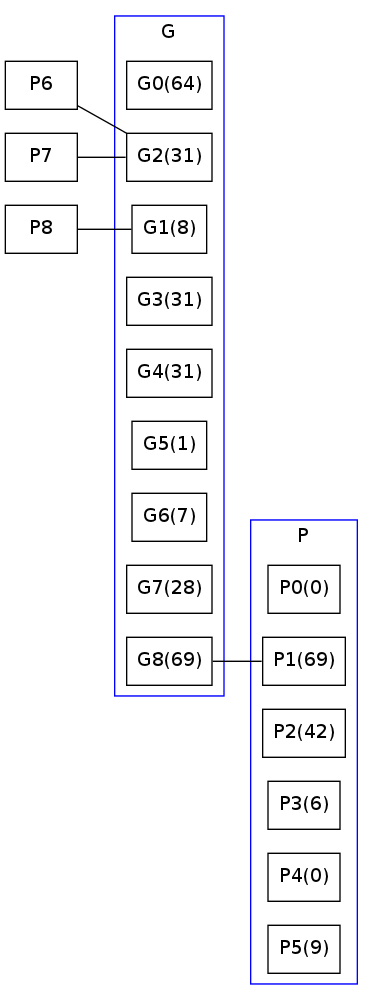 G
P6
G0(64)
P7
G2(31)
P8
G1(8)
G3(31)
G4(31)
G5(1)
G6(7)
P
G7(28)
P0(0)
G8(69)
P1(69)
P2(42)
P3(6)
P4(0)
P5(9)